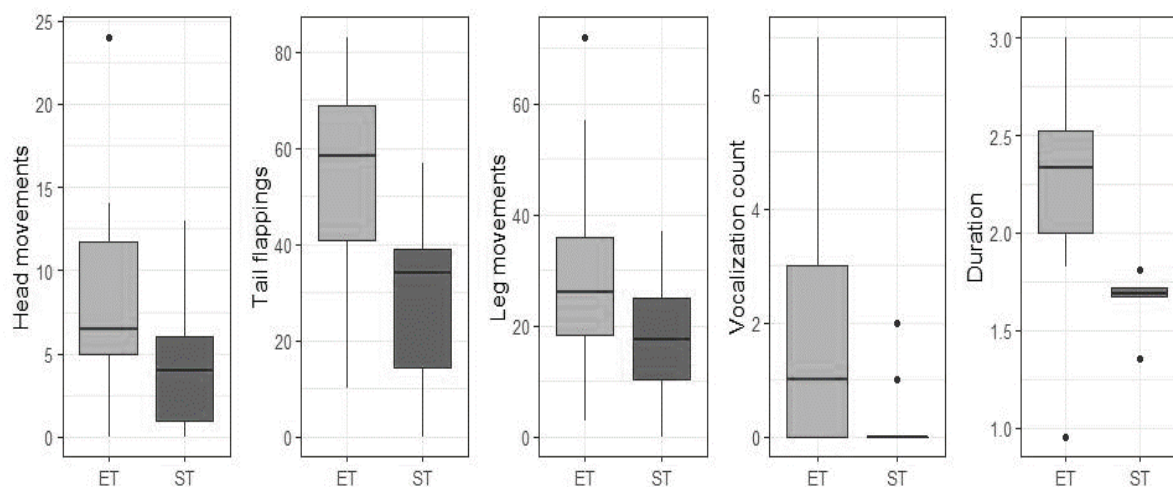 Head movements
25
20
15
10
5
0
ET ST
Tail flappings
80
60
40
20
0
ET ST
Leg movements
60
40
20
0
ET ST
Vocalization count
6
4
2
0
ET ST
Duration
3.0
2.5
2.0
1.5
1.0
ET ST